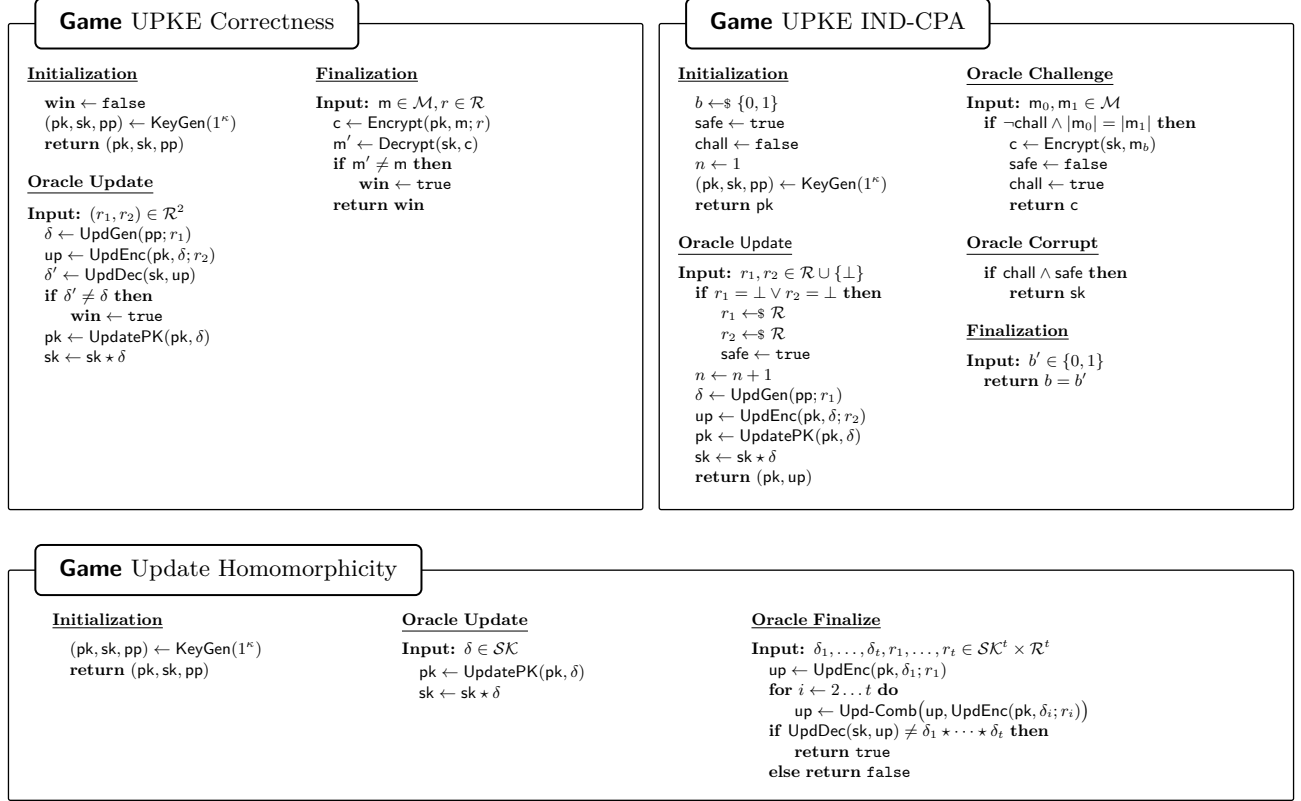 Game UPKE Correctness
Initialization
win ← false
(pk, sk, pp) ← KeyGen(1^κ)
return (pk, sk, pp)
Oracle Update
Input: (r₁, r₂) ∈ ℛ²
δ ← UpdGen(pp; r₁)
up ← UpdEnc(pk, δ; r₂)
δ′ ← UpdDec(sk, up)
if δ′ ≠ δ then
win ← true
pk ← UpdatePK(pk, δ)
sk ← sk ⋆ δ
Finalization
Input: m ∈ ℳ, r ∈ ℛ
c ← Encrypt(pk, m; r)
m′ ← Decrypt(sk, c)
if m′ ≠ m then
win ← true
return win
Game UPKE IND-CPA
Initialization
b ←$ {0, 1}
safe ← true
chall ← false
n ← 1
(pk, sk, pp) ← KeyGen(1^κ)
return pk
Oracle Update
Input: r₁, r₂ ∈ ℛ ∪ {⊥}
if r₁ = ⊥ ∨ r₂ = ⊥ then
r₁ ←$ ℛ
r₂ ←$ ℛ
safe ← true
n ← n + 1
δ ← UpdGen(pp; r₁)
up ← UpdEnc(pk, δ; r₂)
pk ← UpdatePK(pk, δ)
sk ← sk ⋆ δ
return (pk, up)
Oracle Challenge
Input: m₀, m₁ ∈ ℳ
if ¬chall ∧ |m₀| = |m₁| then
c ← Encrypt(sk, m_b)
safe ← false
chall ← true
return c
Oracle Corrupt
if chall ∧ safe then
return sk
Finalization
Input: b′ ∈ {0, 1}
return b = b′
Game Update Homomorphicity
Initialization
(pk, sk, pp) ← KeyGen(1^κ)
return (pk, sk, pp)
Oracle Update
Input: δ ∈ 𝒮𝒦
pk ← UpdatePK(pk, δ)
sk ← sk ⋆ δ
Oracle Finalize
Input: δ₁, …, δ_t, r₁, …, r_t ∈ 𝒮𝒦^t × ℛ^t
up ← UpdEnc(pk, δ₁; r₁)
for i ← 2 … t do
up ← Upd-Comb(up, UpdEnc(pk, δ_i; r_i))
if UpdDec(sk, up) ≠ δ₁ ⋆ ⋯ ⋆ δ_t then
return true
else return false